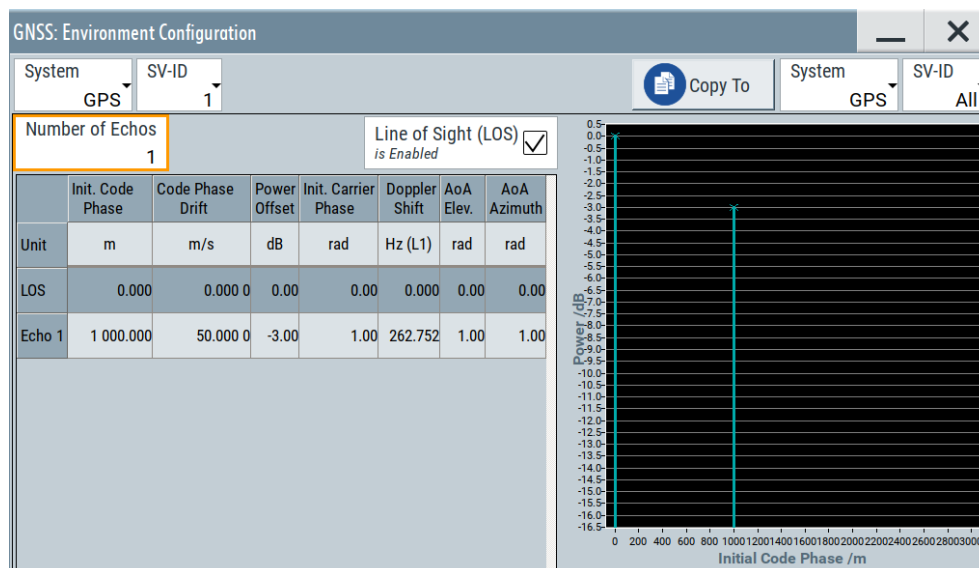 GNSS: Environment Configuration
System SV-ID Copy To System SV-ID
GPS 1 GPS All
Number of Echos
1
Line of Sight (LOS)
is Enabled
Init. Code Phase Code Phase Drift Power Offset Init. Carrier Phase Doppler Shift AoA Elev. AoA Azimuth
Unit m m/s dB rad Hz (L1) rad rad
LOS 0.000 0.000 0 0.00 0.00 0.000 0.00 0.00
Echo 1 1 000.000 50.000 0 -3.00 1.00 262.752 1.00 1.00
Power /dB
0.5
0.0
-0.5
-1.0
-1.5
-2.0
-2.5
-3.0
-3.5
-4.0
-4.5
-5.0
-5.5
-6.0
-6.5
-7.0
-7.5
-8.0
-8.5
-9.0
-9.5
-10.0
-10.5
-11.0
-11.5
-12.0
-12.5
-13.0
-13.5
-14.0
-14.5
-15.0
-15.5
-16.0
-16.5
0 200 400 600 800 1000 1200 1400 1600 1800 2000 2200 2400 2600 2800 3000
Initial Code Phase /m